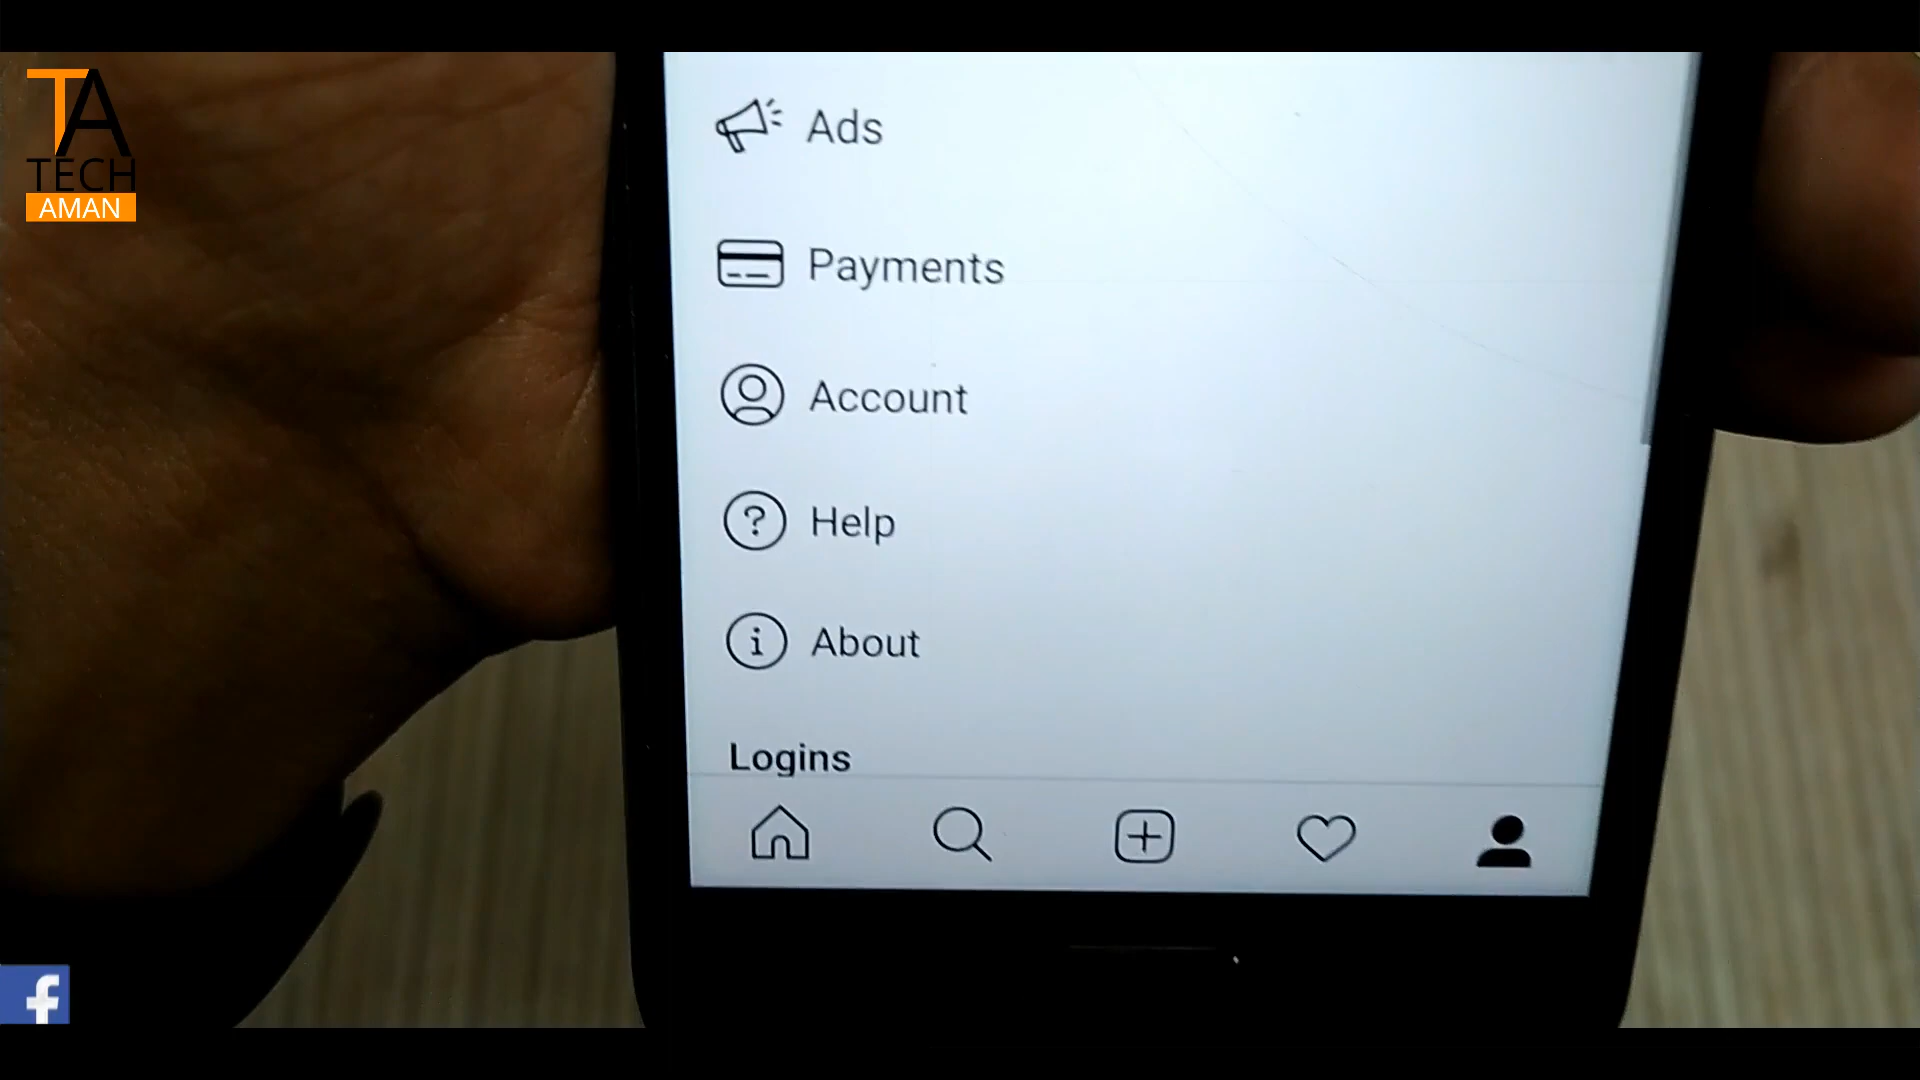 TA
TECH
AMAN
Ads
Payments
Account
? Help
i About
Logins
f